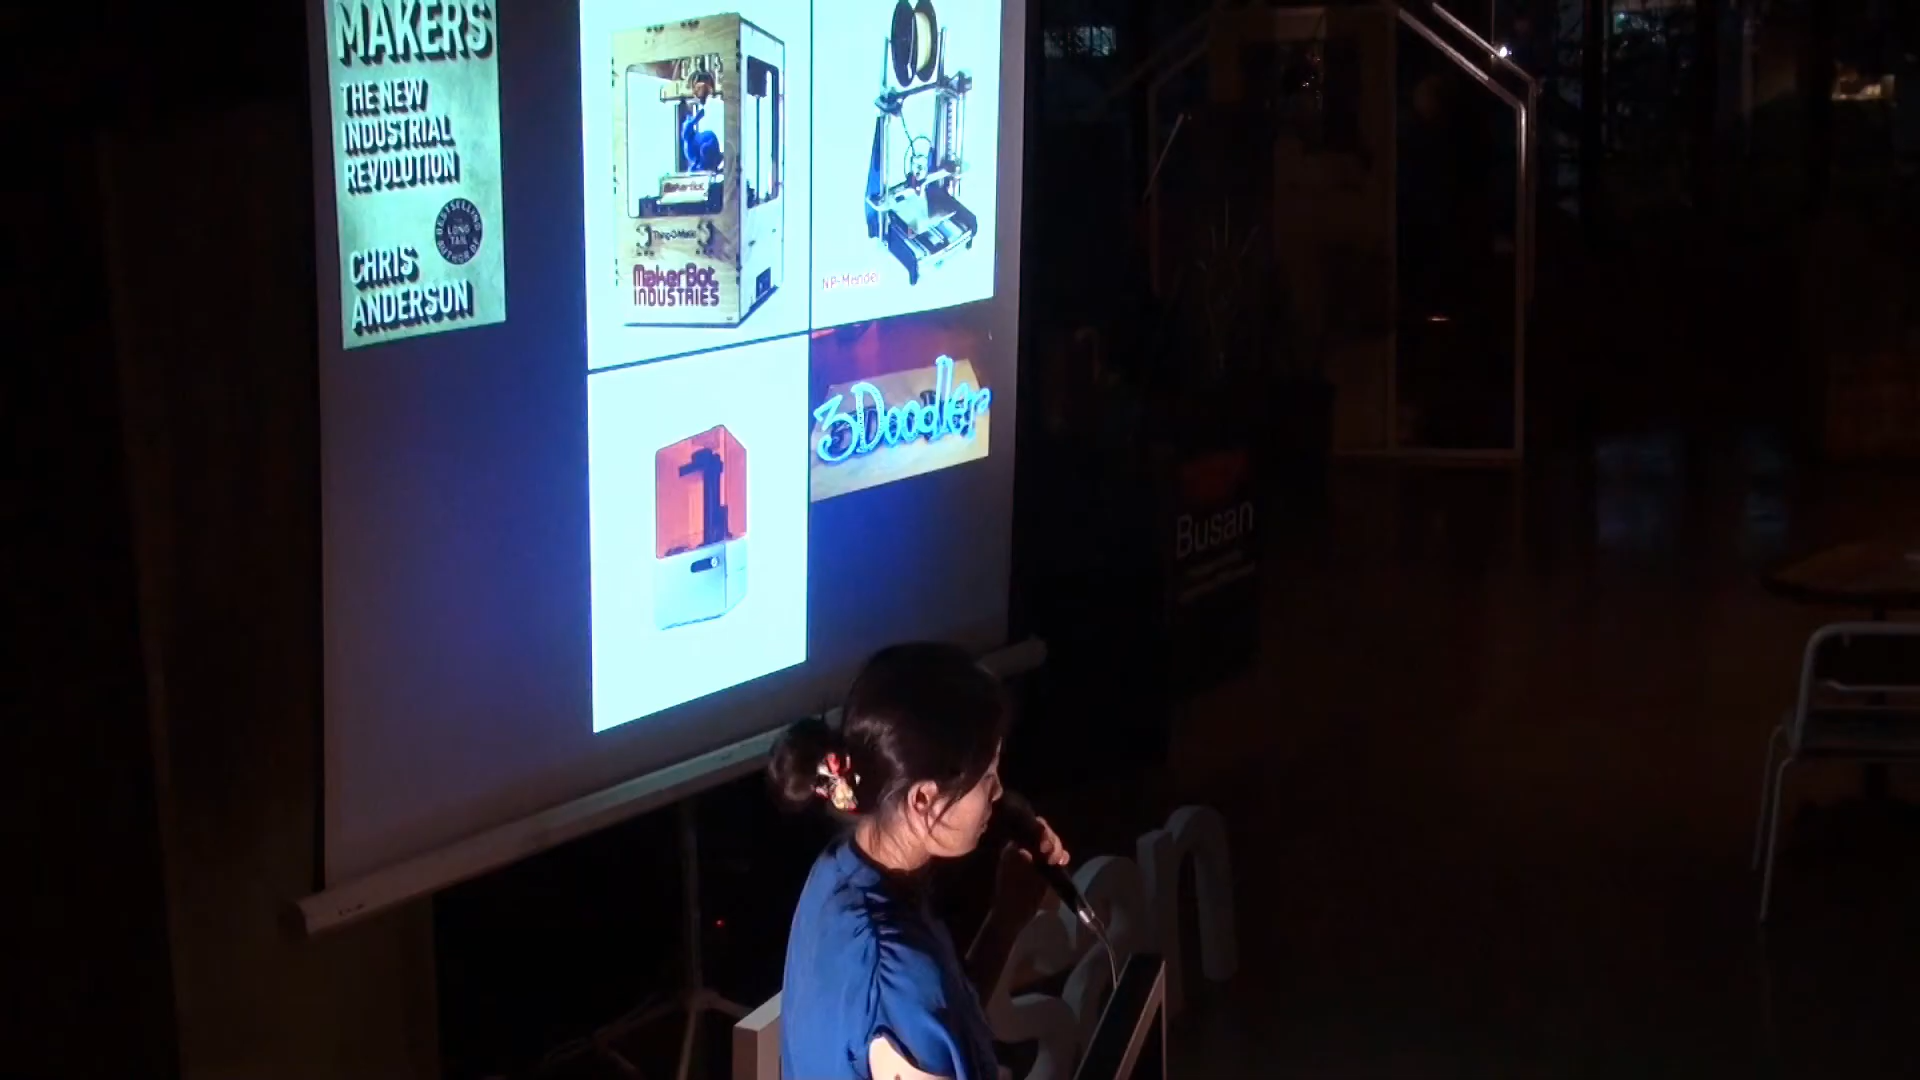 MAKERS
THE NEW
INDUSTRIAL
REVOLUTION
BESTSELLING
AUTHOR OF
THE
LONG
TAIL
CHRIS
ANDERSON
MakerBot
Thing-O-Matic
MakerBot
INDUSTRIES
NP-Mendel
3Doodler
Busan